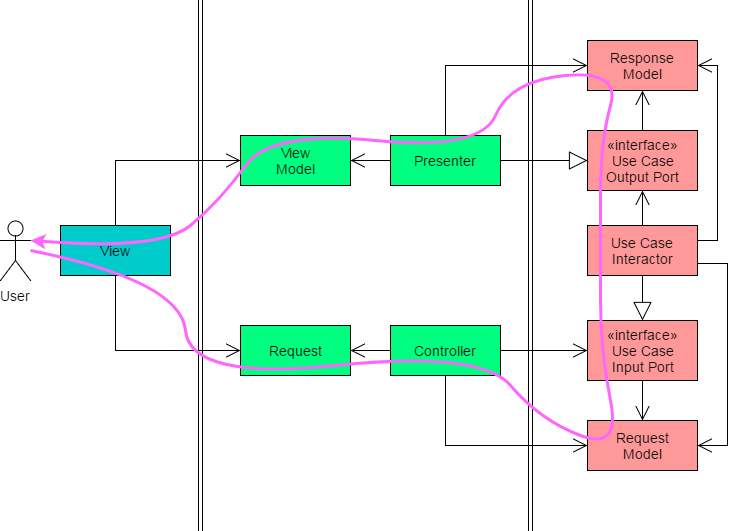 Response
Model
View
Model
Presenter
«interface»
Use Case
Output Port
View
Use Case
Interactor
User
Request
Controller
«interface»
Use Case
Input Port
Request
Model